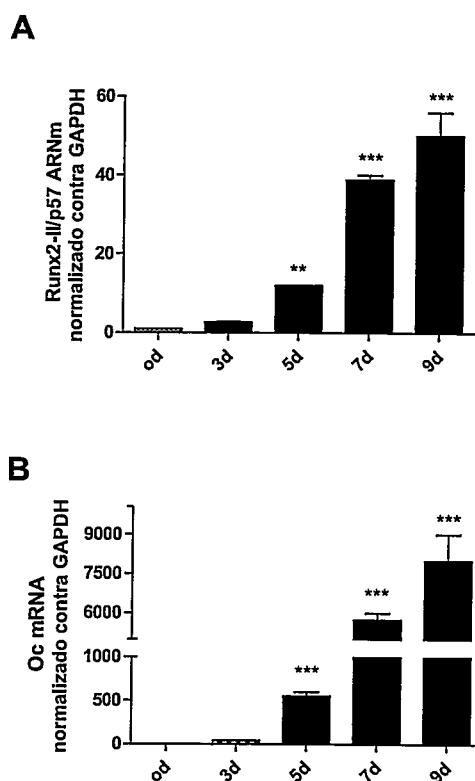 A
Runx2-II/p57 ARNm
normalizado contra GAPDH
60
40
20
0
***
***
**
od
3d
5d
7d
9d
B
Oc mRNA
normalizado contra GAPDH
9000
7500
6000
1000
500
0
***
***
***
od
3d
5d
7d
9d